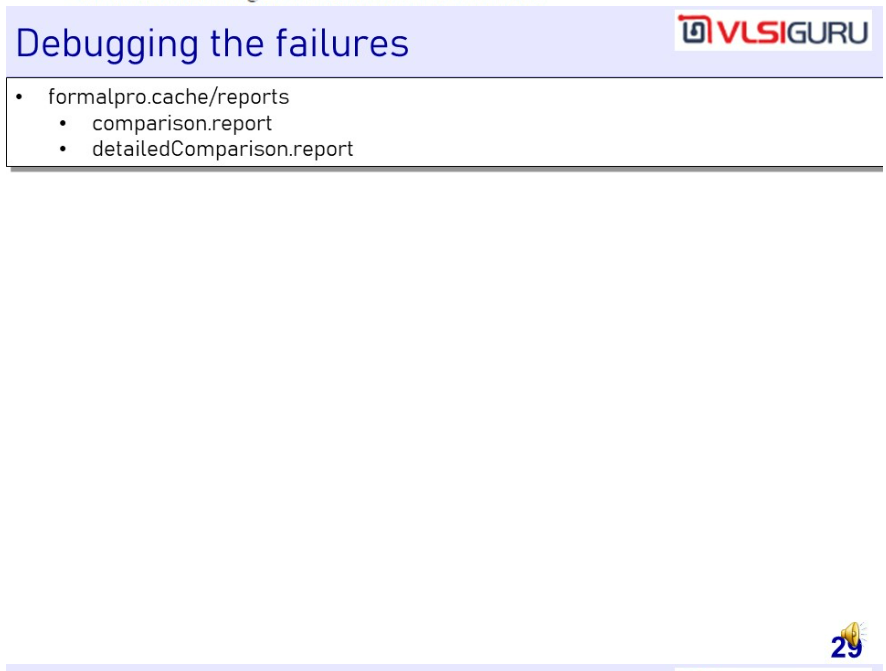 Debugging the failures
VLSIGURU
• formalpro.cache/reports
• comparison.report
• detailedComparison.report
29